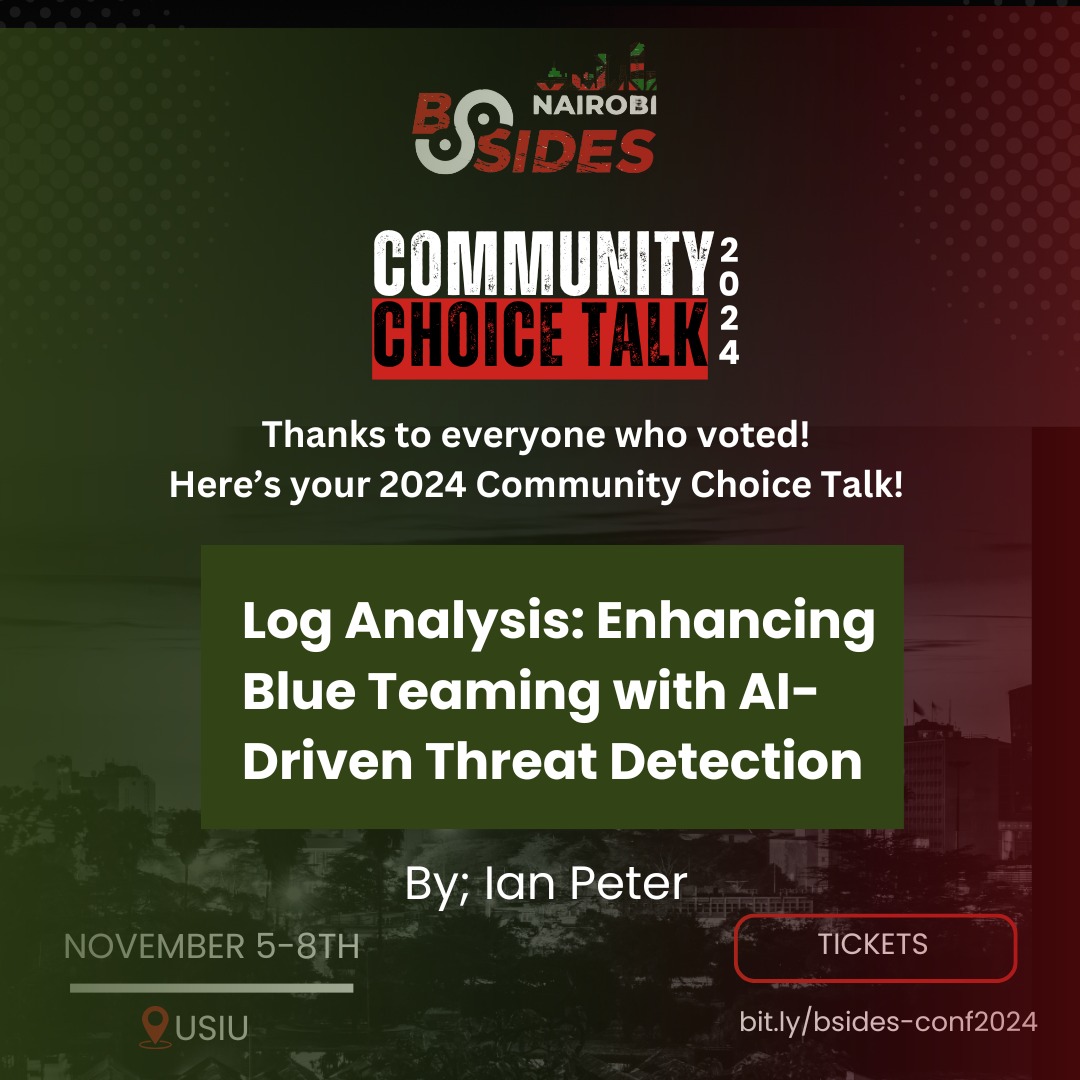 NAIROBI
BSIDES
COMMUNITY
CHOICE TALK
2024
Thanks to everyone who voted!
Here’s your 2024 Community Choice Talk!
Log Analysis: Enhancing
Blue Teaming with AI-
Driven Threat Detection
By; Ian Peter
NOVEMBER 5-8TH
USIU
TICKETS
bit.ly/bsides-conf2024